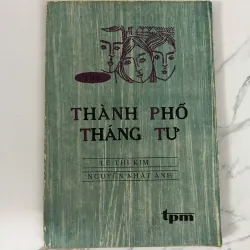 THÀNH PHỐ
THÁNG TƯ
LÊ THỊ KIM
NGUYỄN NHẬT ÁNH
tpm